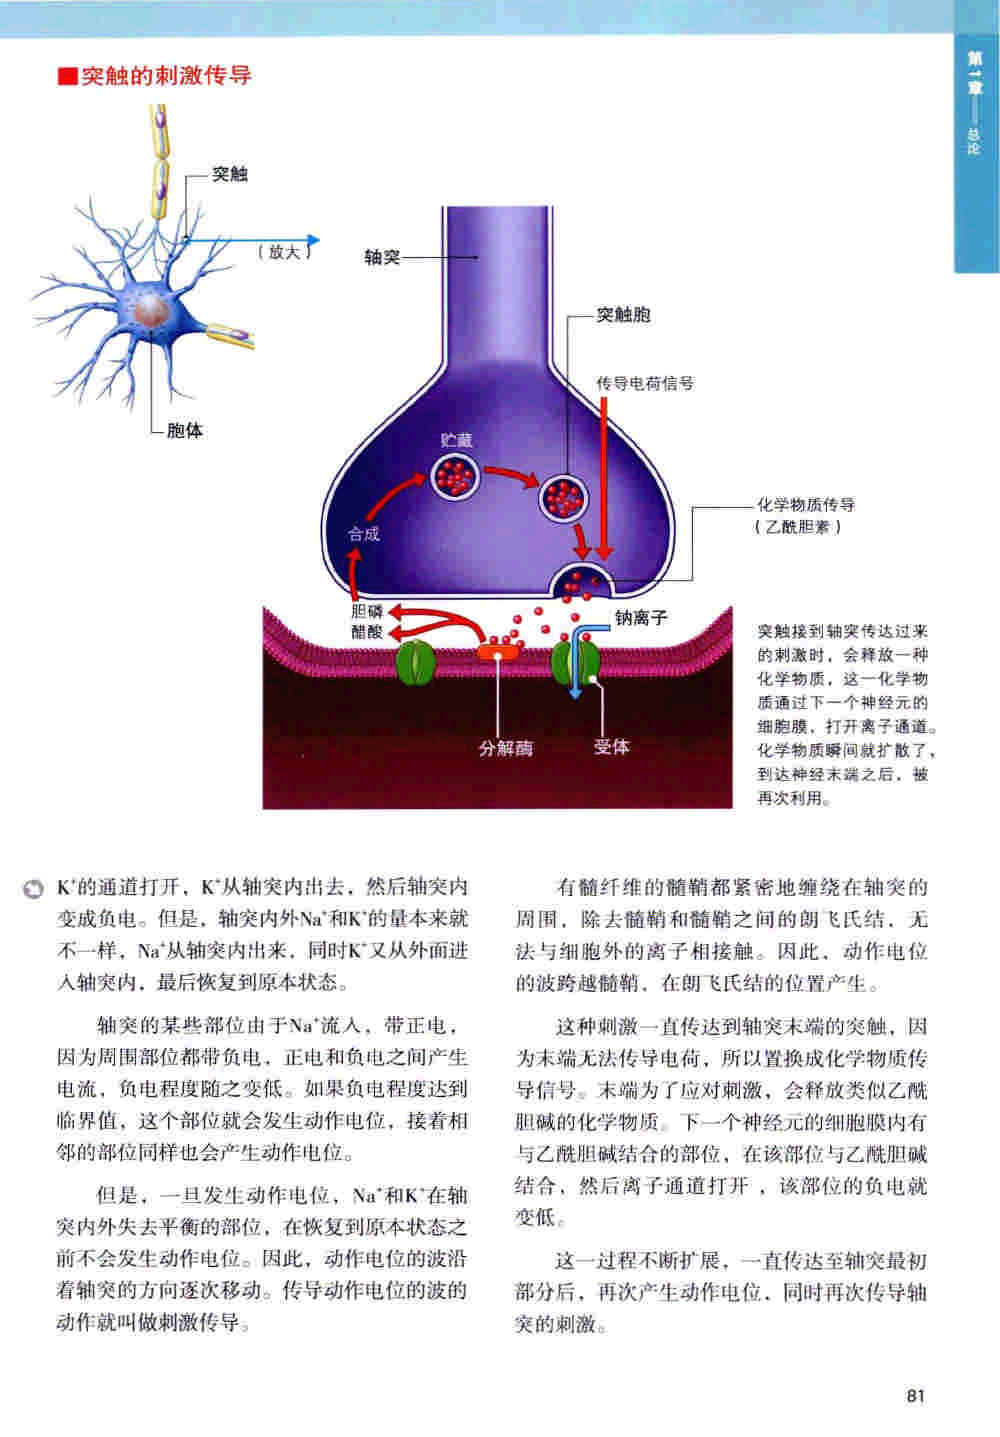 第1章——总论
■突触的刺激传导
突触
(放大)
轴突
突触胞
传导电荷信号
胞体
贮藏
合成
化学物质传导
(乙酰胆素)
胆磷
醋酸
钠离子
分解酶
受体
突触接到轴突传达过来
的刺激时，会释放一种
化学物质，这一化学物
质通过下一个神经元的
细胞膜，打开离子通道。
化学物质瞬间就扩散了，
到达神经末端之后，被
再次利用。
K⁺的通道打开，K⁺从轴突内出去，然后轴突内
变成负电。但是，轴突内外Na⁺和K⁺的量本来就
不一样，Na⁺从轴突内出来，同时K⁺又从外面进
入轴突内，最后恢复到原本状态。
轴突的某些部位由于Na⁺流入，带正电，
因为周围部位都带负电，正电和负电之间产生
电流，负电程度随之变低。如果负电程度达到
临界值，这个部位就会发生动作电位，接着相
邻的部位同样也会产生动作电位。
但是，一旦发生动作电位，Na⁺和K⁺在轴
突内外失去平衡的部位，在恢复到原本状态之
前不会发生动作电位。因此，动作电位的波沿
着轴突的方向逐次移动。传导动作电位的波的
动作就叫做刺激传导。
有髓纤维的髓鞘都紧密地缠绕在轴突的
周围，除去髓鞘和髓鞘之间的朗飞氏结，无
法与细胞外的离子相接触。因此，动作电位
的波跨越髓鞘，在朗飞氏结的位置产生。
这种刺激一直传达到轴突末端的突触，因
为末端无法传导电荷，所以置换成化学物质传
导信号。末端为了应对刺激，会释放类似乙酰
胆碱的化学物质。下一个神经元的细胞膜内有
与乙酰胆碱结合的部位，在该部位与乙酰胆碱
结合，然后离子通道打开，该部位的负电就
变低。
这一过程不断扩展，一直传达至轴突最初
部分后，再次产生动作电位，同时再次传导轴
突的刺激。
81